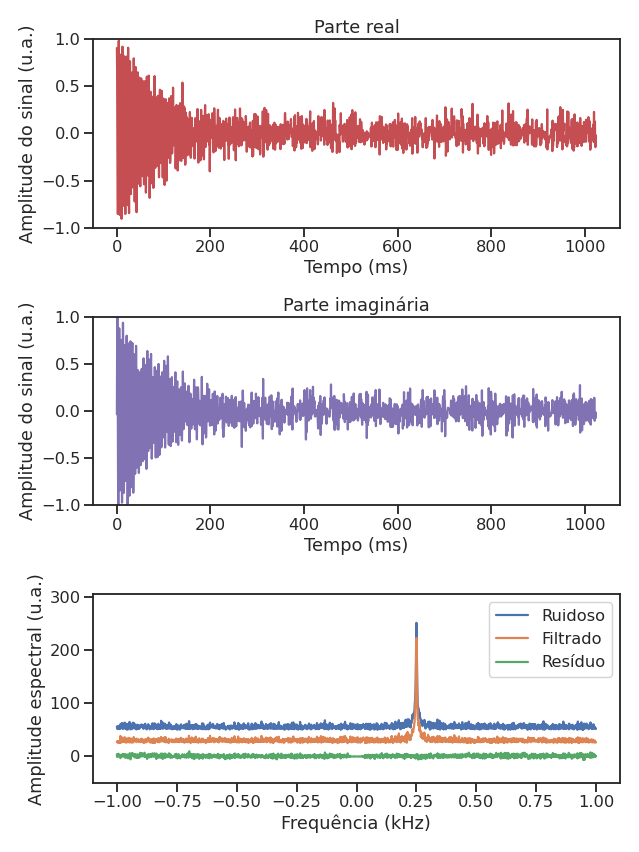 Parte real
Amplitude do sinal (u.a.)
1.0
0.5
0.0
−0.5
−1.0
0 200 400 600 800 1000
Tempo (ms)
Parte imaginária
Amplitude do sinal (u.a.)
1.0
0.5
0.0
−0.5
−1.0
0 200 400 600 800 1000
Tempo (ms)
Amplitude espectral (u.a.)
300
200
100
0
Ruidoso
Filtrado
Resíduo
−1.00 −0.75 −0.50 −0.25 0.00 0.25 0.50 0.75 1.00
Frequência (kHz)